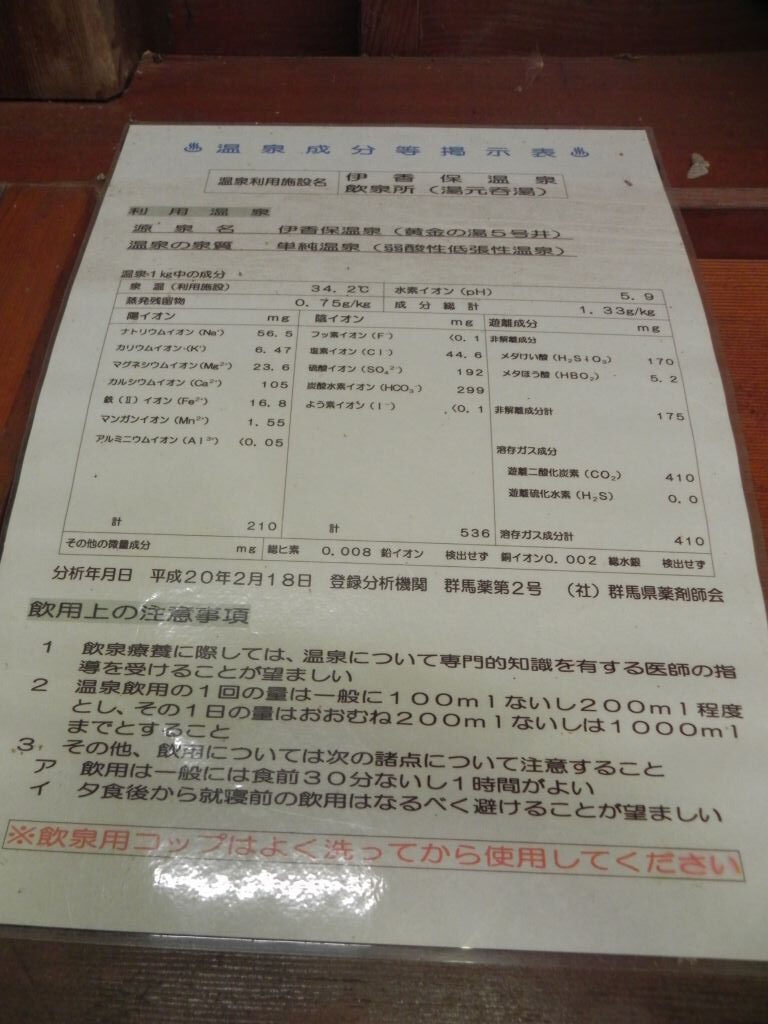 ♨ 温泉成分等掲示表 ♨
温泉利用施設名 伊香保温泉
飲泉所（湯元呑湯）
利用温泉
源泉名 伊香保温泉（黄金の湯５号井）
温泉の泉質 単純温泉（弱酸性低張性温泉）
温泉１kg中の成分
泉温（利用施設） 34.2℃ 水素イオン(pH) 5.9
蒸発残留物 0.75g/kg 成分総計 1.33g/kg
陽イオン mg 陰イオン mg 遊離成分 mg
ナトリウムイオン(Na⁺) 56.5 フッ素イオン(F⁻) <0.1 非解離成分
カリウムイオン(K⁺) 6.47 塩素イオン(Cl⁻) 44.6 メタけい酸(H₂SiO₃) 170
マグネシウムイオン(Mg²⁺) 23.6 硫酸イオン(SO₄²⁻) 192 メタほう酸(HBO₂) 5.2
カルシウムイオン(Ca²⁺) 105 炭酸水素イオン(HCO₃⁻) 299
鉄(Ⅱ)イオン(Fe²⁺) 16.8 よう素イオン(I⁻) <0.1 非解離成分計 175
マンガンイオン(Mn²⁺) 1.55
アルミニウムイオン(Al³⁺) <0.05 溶存ガス成分
遊離二酸化炭素(CO₂) 410
遊離硫化水素(H₂S) 0.0
計 210 計 536 溶存ガス成分計 410
その他の微量成分 mg 総ヒ素 0.008 鉛イオン 検出せず 銅イオン0.002 総水銀 検出せず
分析年月日 平成２０年２月１８日 登録分析機関 群馬薬第２号 （社）群馬県薬剤師会
飲用上の注意事項
１ 飲泉療養に際しては、温泉について専門的知識を有する医師の指
導を受けることが望ましい
２ 温泉飲用の１回の量は一般に１００ｍｌないし２００ｍｌ程度
とし、その１日の量はおおむね２００ｍｌないしは１０００ｍｌ
までとすること
３ その他、飲用については次の諸点について注意すること
ア 飲用は一般には食前３０分ないし１時間がよい
イ 夕食後から就寝前の飲用はなるべく避けることが望ましい
※飲泉用コップはよく洗ってから使用してください